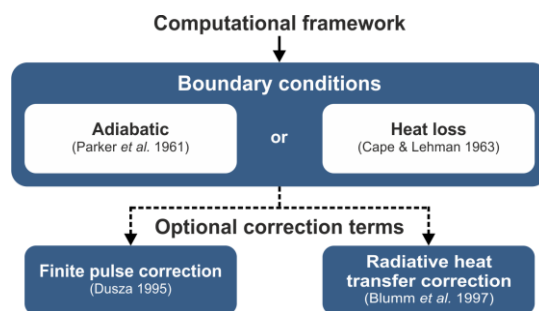 Computational framework
Boundary conditions
Adiabatic
(Parker et al. 1961)
or
Heat loss
(Cape & Lehman 1963)
Optional correction terms
Finite pulse correction
(Dusza 1995)
Radiative heat
transfer correction
(Blumm et al. 1997)